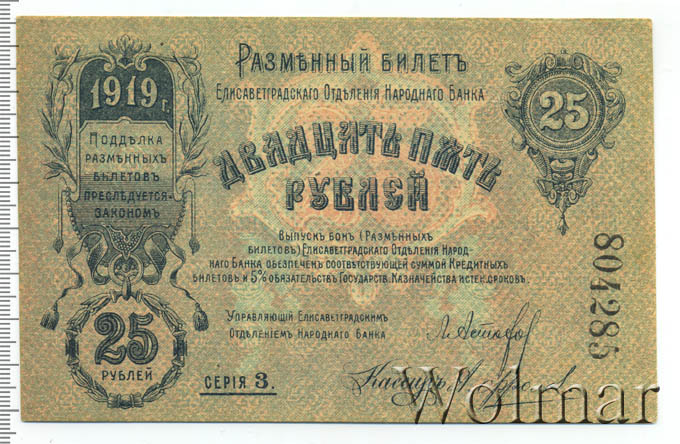 1919 г.
Поддѣлка
размѣнныхъ
билетовъ
преслѣдуется
закономъ
25
рублей
Размѣнный билетъ
Елисаветградскаго Отдѣленія Народнаго Банка
Двадцать пять
рублей
Выпускъ бонъ (размѣнныхъ
билетовъ) Елисаветградскаго Отдѣленія Народ-
наго Банка обезпеченъ соотвѣтствующей суммой кредитныхъ
билетовъ и 5% обязательствъ Государств. Казначейства истек. сроковъ.
Управляющій Елисаветградскимъ
Отдѣленіемъ Народнаго Банка
Кассиръ
Серія 3.
25
804285
Wolmar